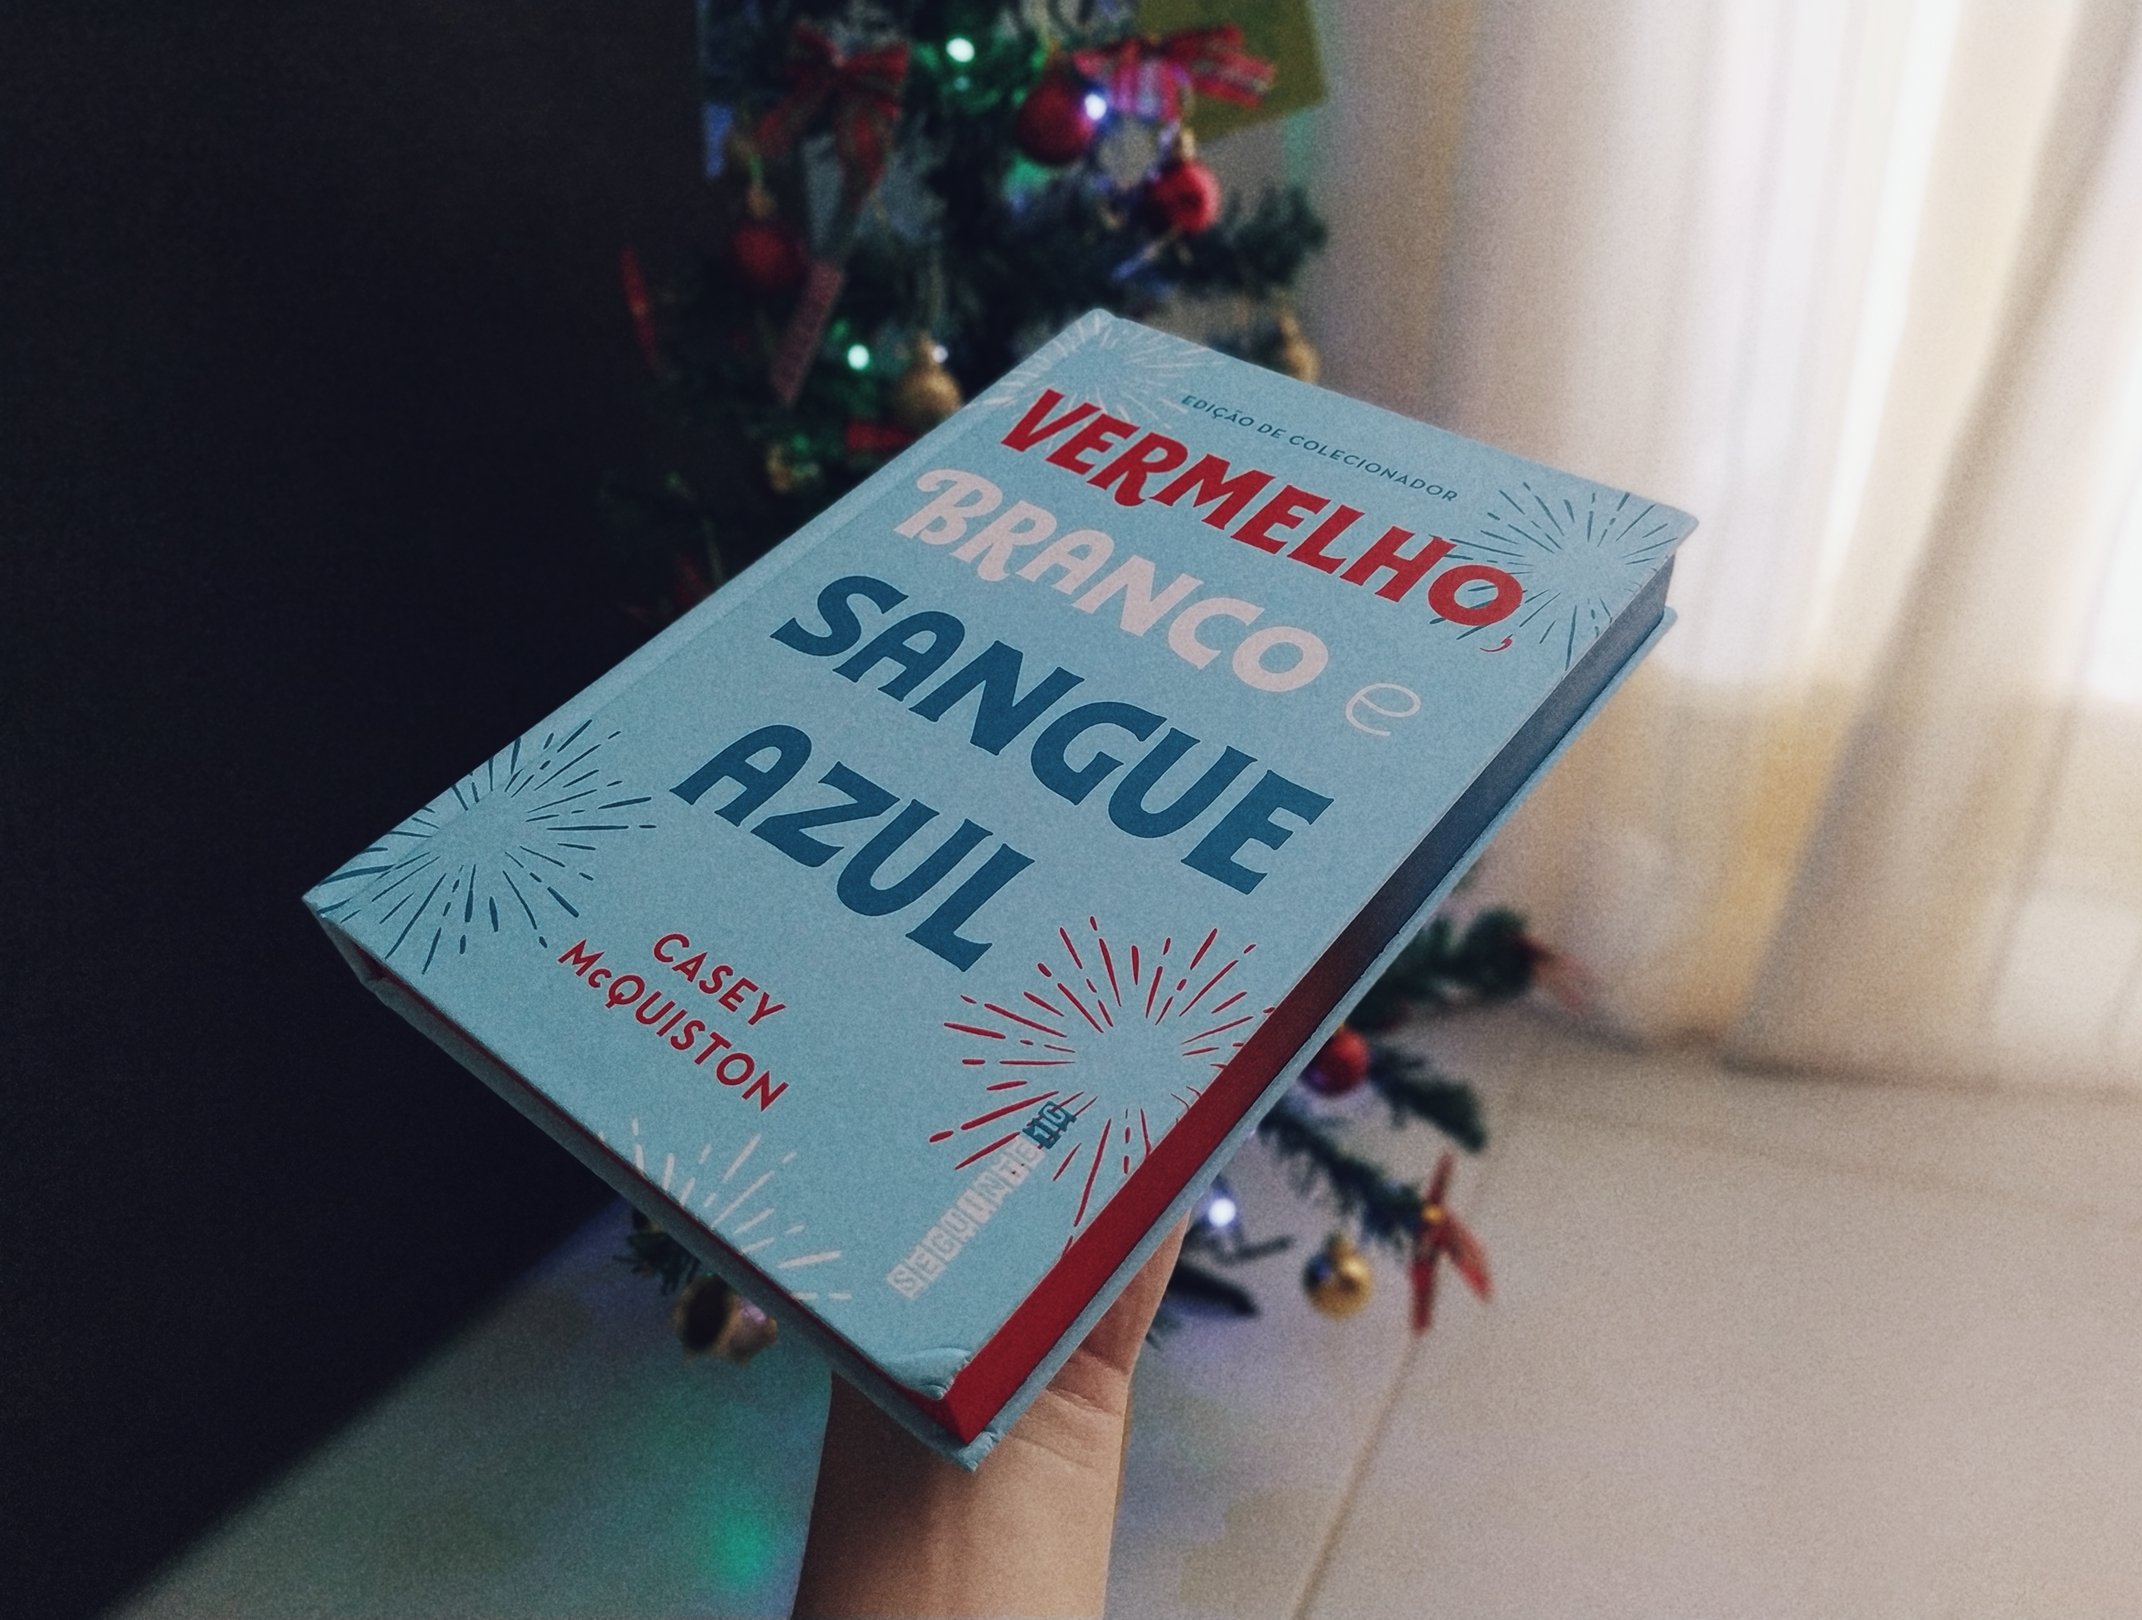 EDIÇÃO DE COLECIONADOR
VERMELHO,
BRANCO e
SANGUE
AZUL
CASEY
McQUISTON
SEGUINTE